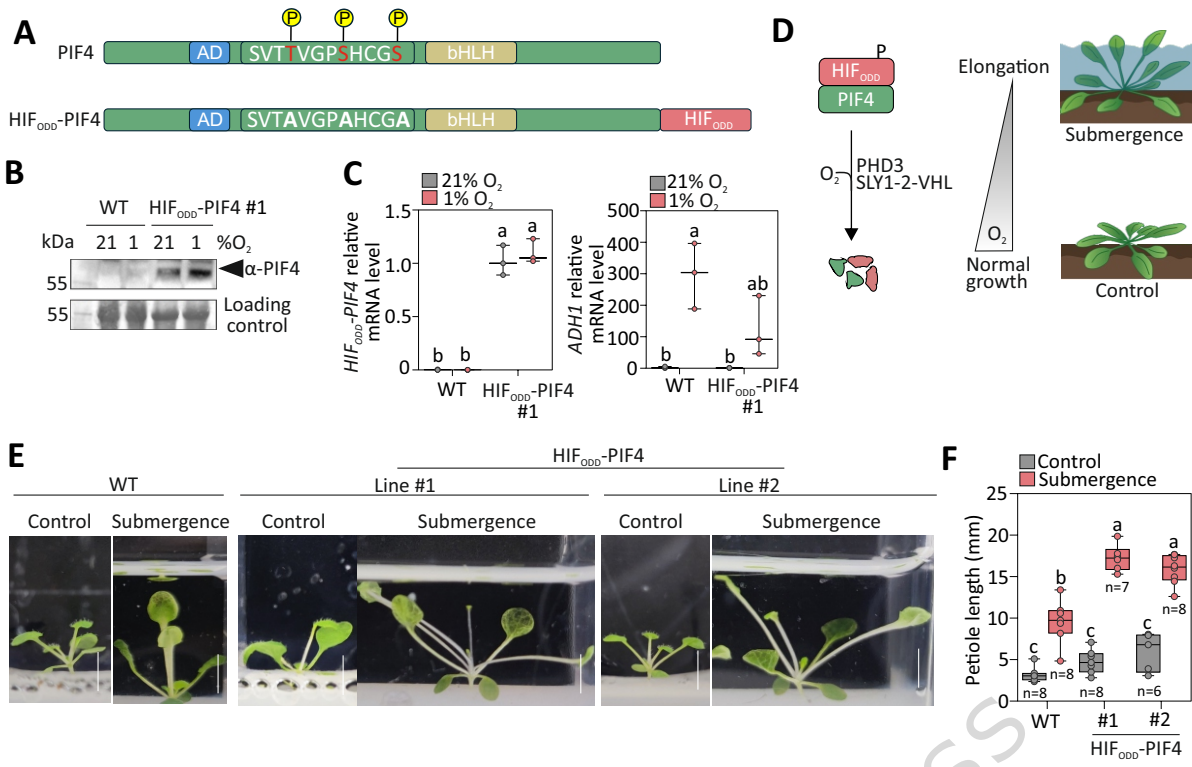 A
P P P
PIF4
AD SVTTVGPSHCGS bHLH
HIFODD-PIF4
AD SVTAVGPAHCGA bHLH HIFODD
B
WT HIFODD-PIF4 #1
kDa 21 1 21 1 %O2
55 α-PIF4
55 Loading control
C
21% O2
1% O2
HIFODD-PIF4 relative mRNA level
1.5
1.0
0.5
0
b b a a
WT HIFODD-PIF4 #1
21% O2
1% O2
ADH1 relative mRNA level
500
400
300
200
100
0
b a b ab
WT HIFODD-PIF4 #1
D
P
HIFODD
PIF4
O2 PHD3
SLY1-2-VHL
Elongation
O2
Normal growth
Submergence
Control
E
HIFODD-PIF4
WT Line #1 Line #2
Control Submergence Control Submergence Control Submergence
F
Control
Submergence
Petiole length (mm)
25
20
15
10
5
0
c b c a c a
n=8 n=8 n=8 n=7 n=6 n=8
WT #1 #2
HIFODD-PIF4